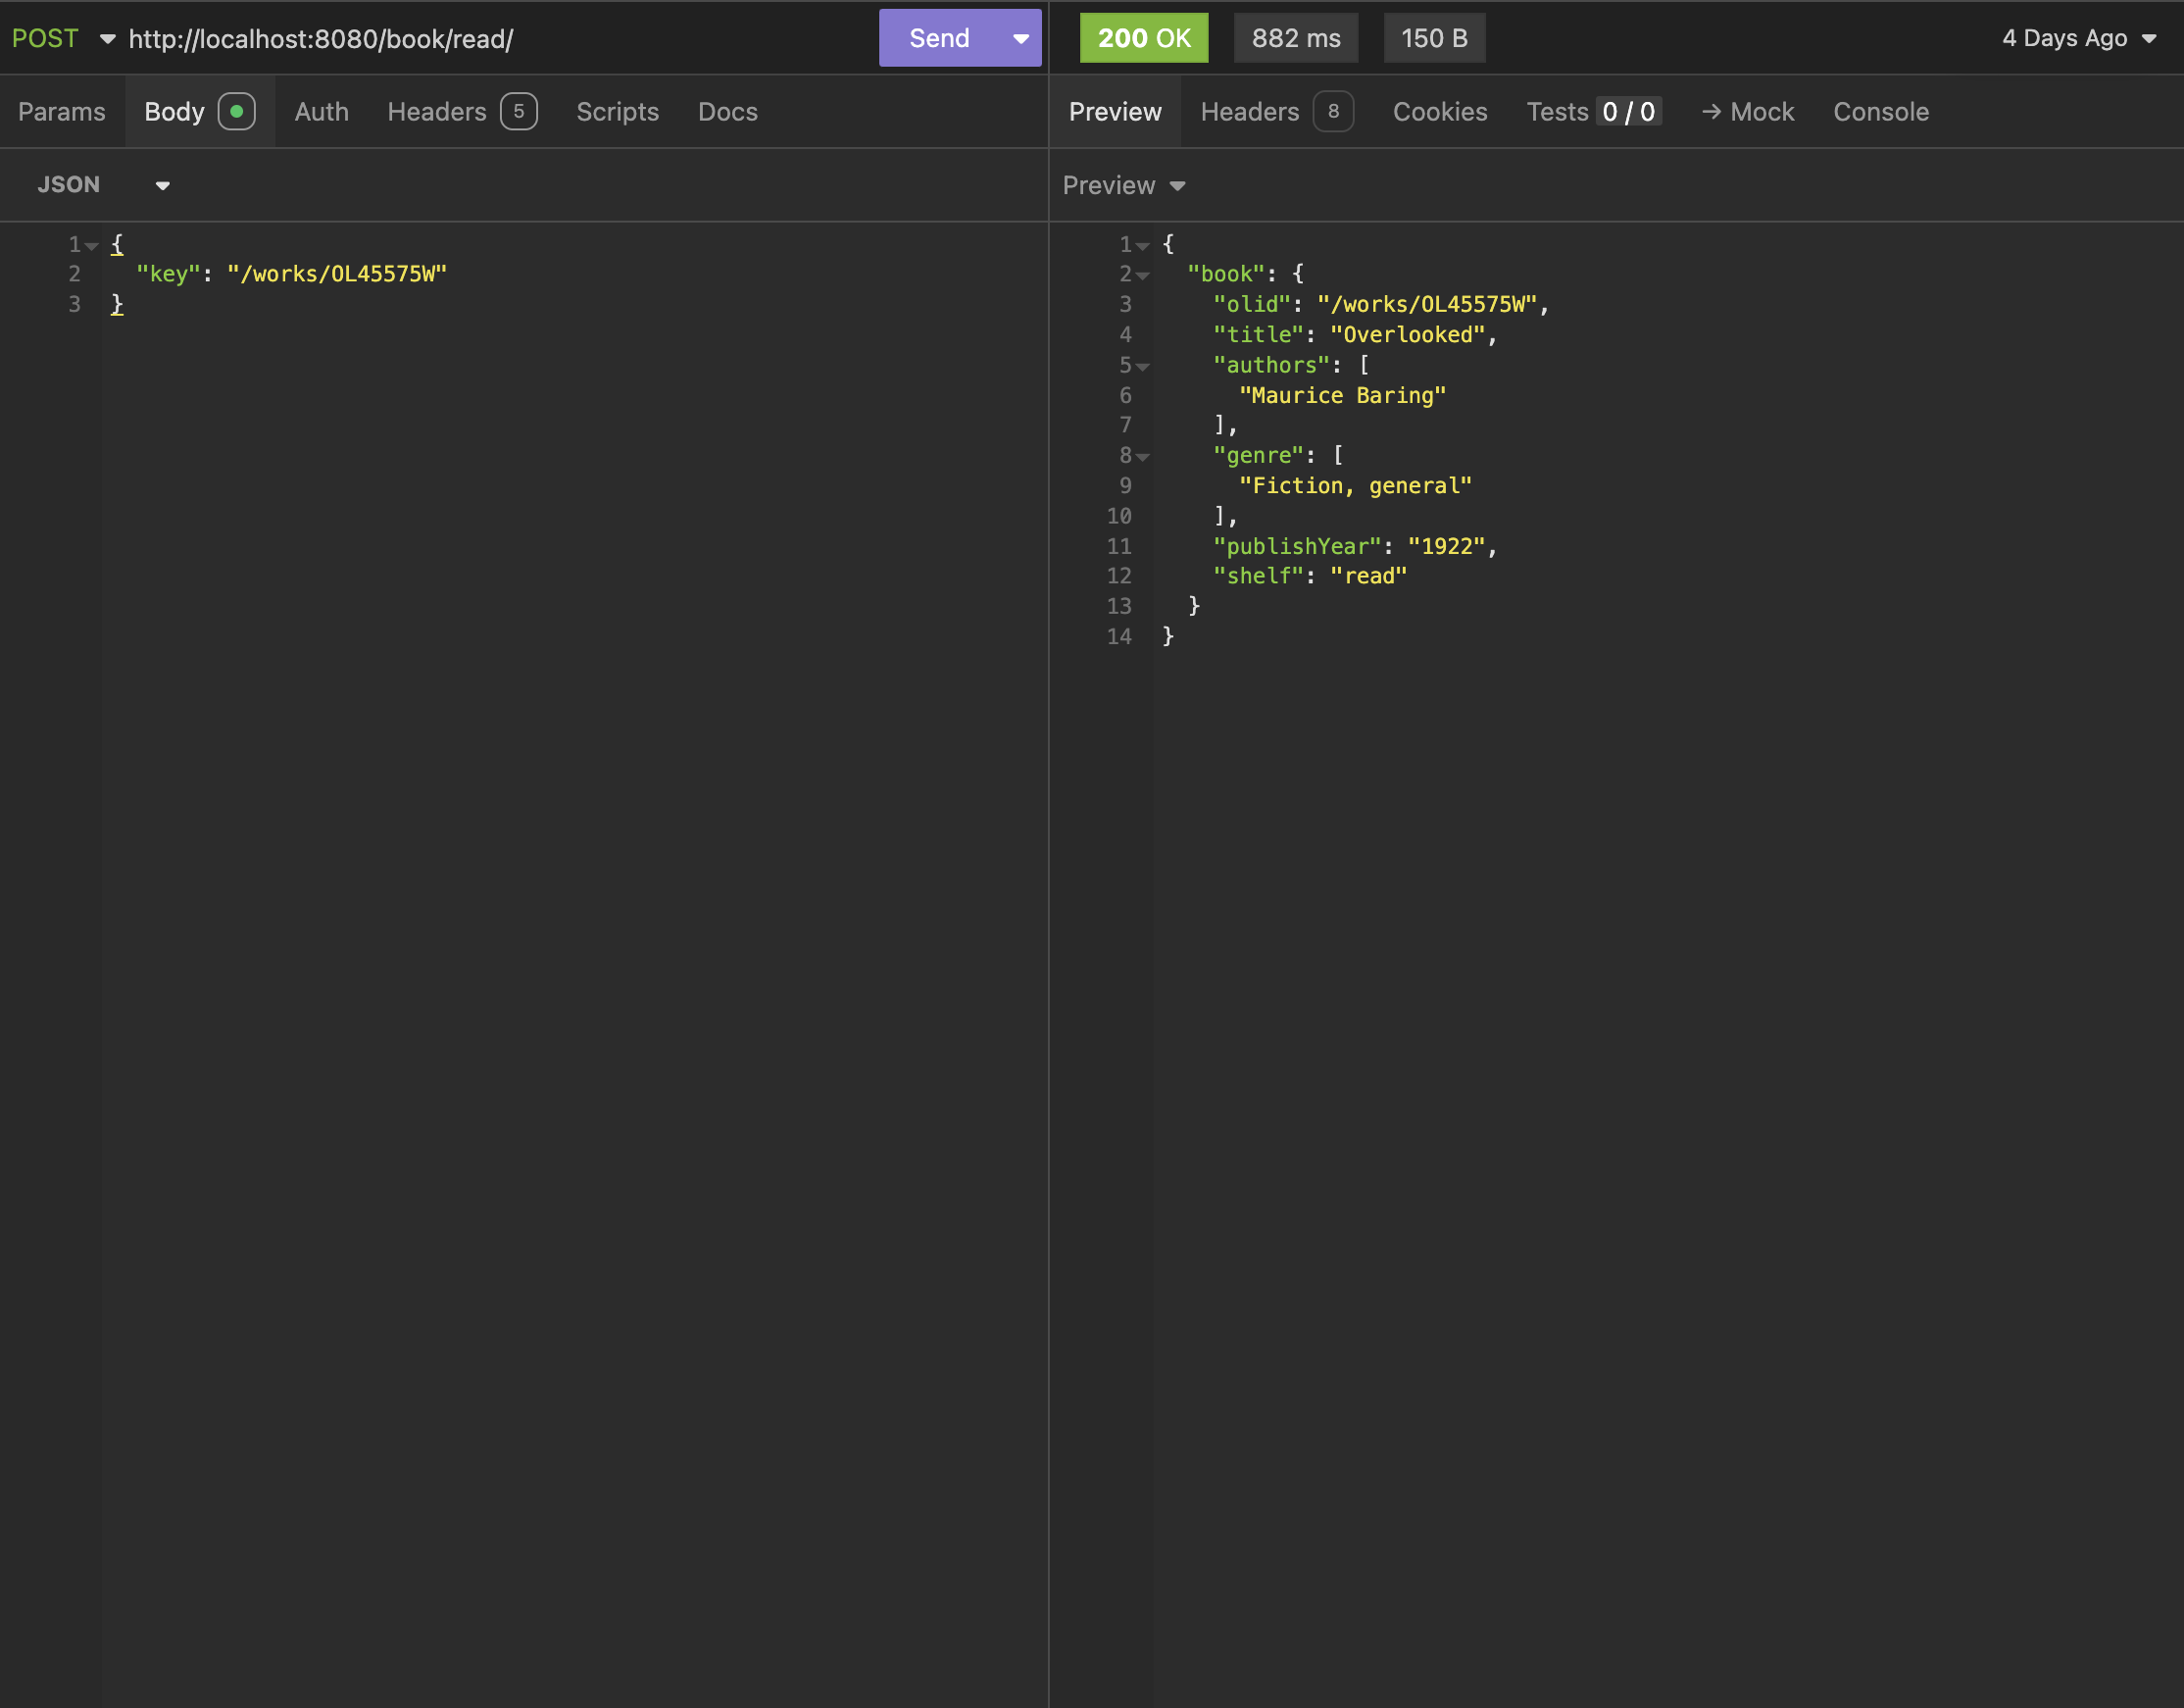 POST http://localhost:8080/book/read/ Send
200 OK 882 ms 150 B 4 Days Ago
Params Body Auth Headers 5 Scripts Docs
Preview Headers 8 Cookies Tests 0 / 0 → Mock Console
JSON
Preview
1 {
2 "key": "/works/OL45575W"
3 }
1 {
2 "book": {
3 "olid": "/works/OL45575W",
4 "title": "Overlooked",
5 "authors": [
6 "Maurice Baring"
7 ],
8 "genre": [
9 "Fiction, general"
10 ],
11 "publishYear": "1922",
12 "shelf": "read"
13 }
14 }